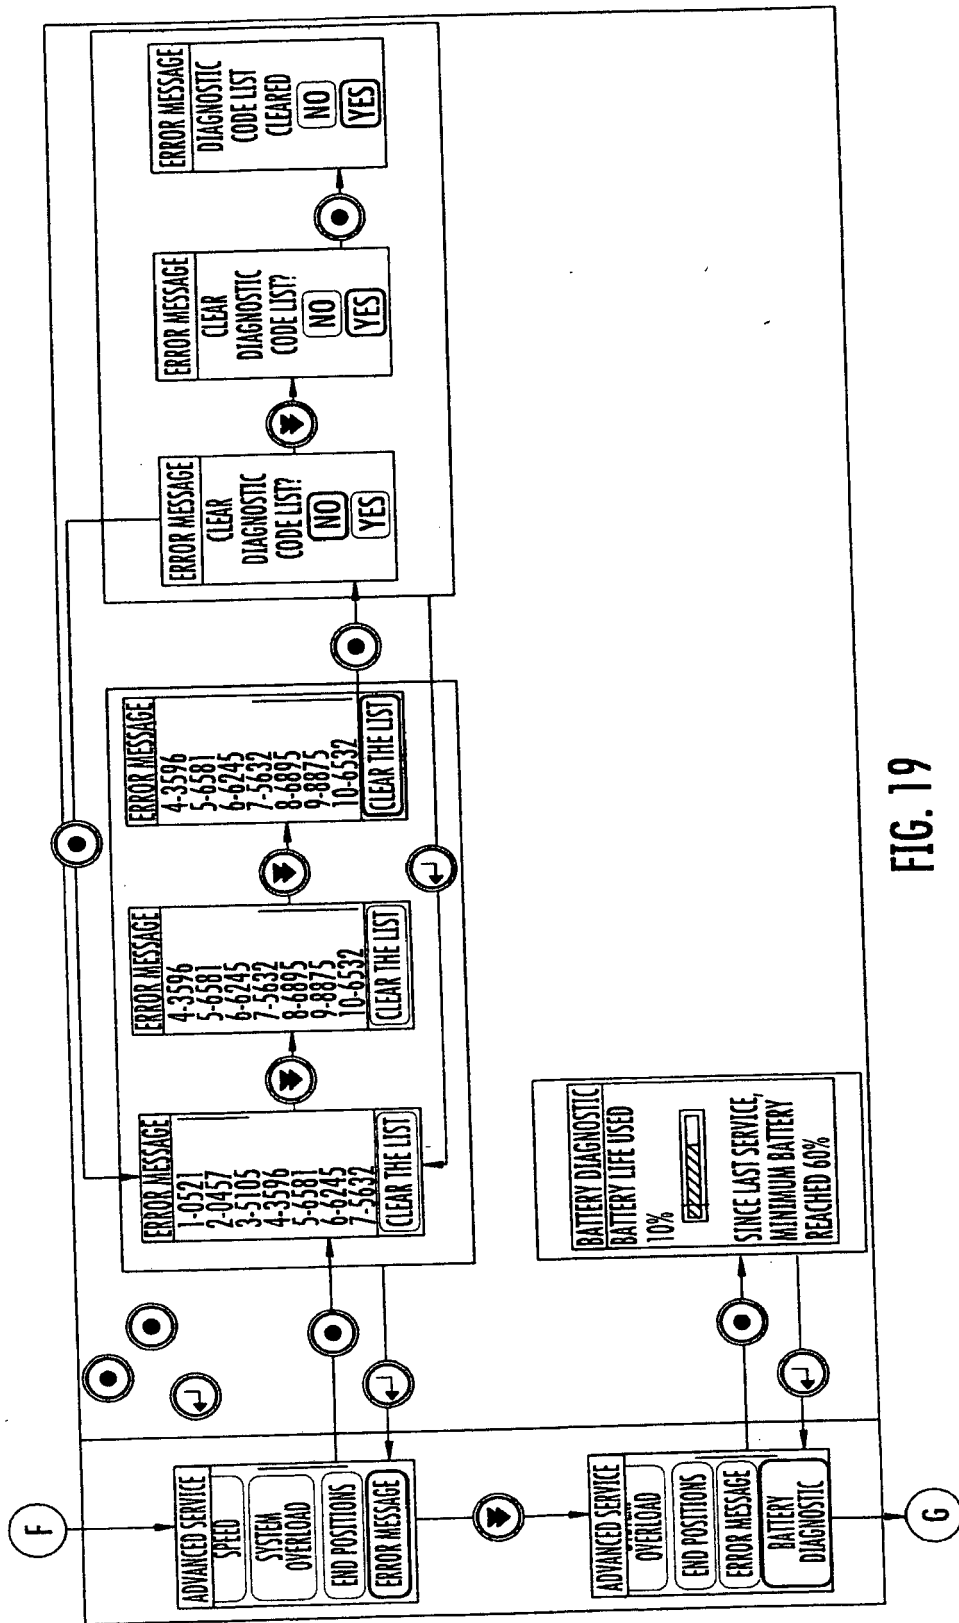 F
ADVANCED SERVICE
SPEED
SYSTEM
OVERLOAD
END POSITIONS
ERROR MESSAGE
ERROR MESSAGE
1-0521
2-0457
3-5105
4-3596
5-6581
6-6245
7-5632
CLEAR THE LIST
ERROR MESSAGE
4-3596
5-6581
6-6245
7-5632
8-6895
9-8875
10-6532
CLEAR THE LIST
ERROR MESSAGE
4-3596
5-6581
6-6245
7-5632
8-6895
9-8875
10-6532
CLEAR THE LIST
ERROR MESSAGE
CLEAR
DIAGNOSTIC
CODE LIST?
NO
YES
ERROR MESSAGE
CLEAR
DIAGNOSTIC
CODE LIST?
NO
YES
ERROR MESSAGE
DIAGNOSTIC
CODE LIST
CLEARED
NO
YES
ADVANCED SERVICE
OVERLOAD
END POSITIONS
ERROR MESSAGE
BATTERY
DIAGNOSTIC
BATTERY DIAGNOSTIC
BATTERY LIFE USED
10%
SINCE LAST SERVICE,
MINIMUM BATTERY
REACHED 60%
G
FIG. 19